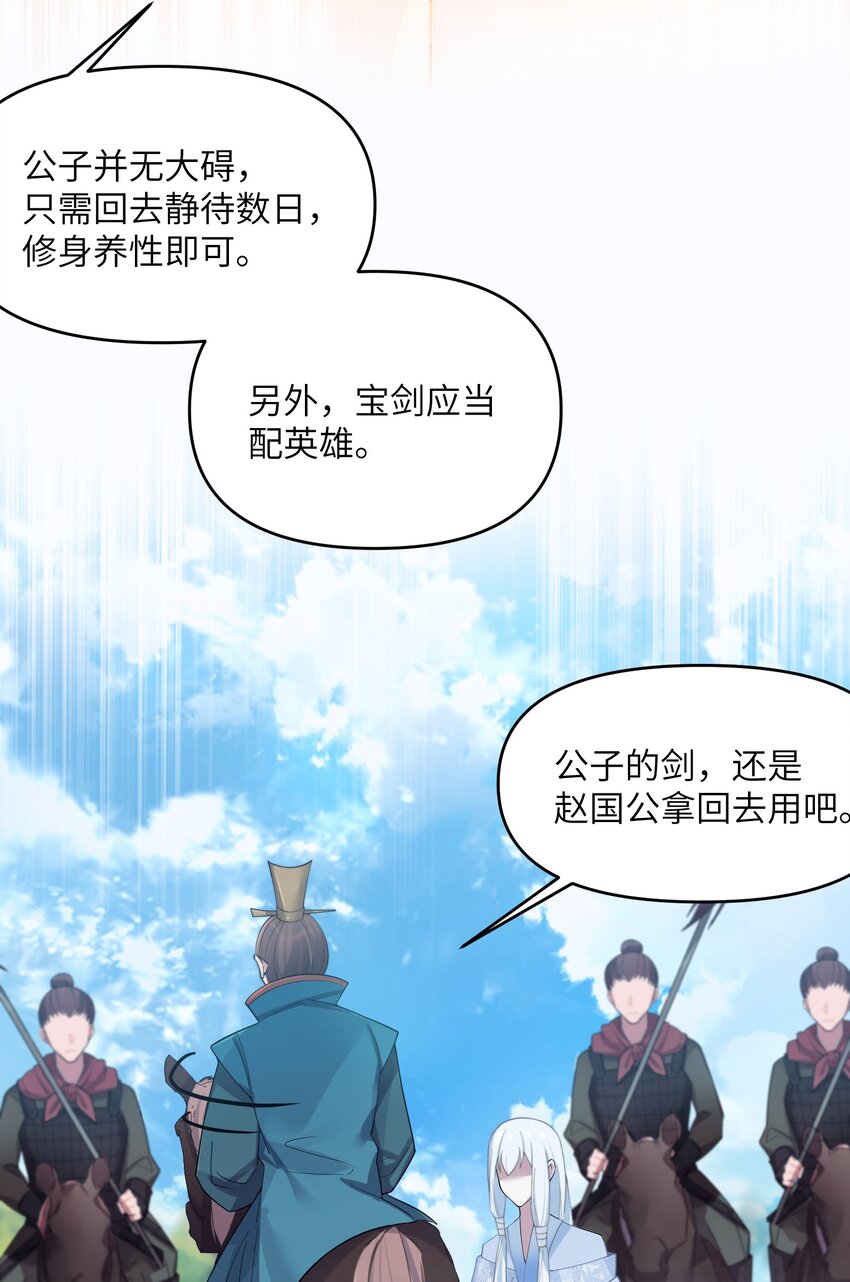 公子并无大碍，
只需回去静待数日，
修身养性即可。
另外，宝剑应当
配英雄。
公子的剑，还是
赵国公拿回去用吧。